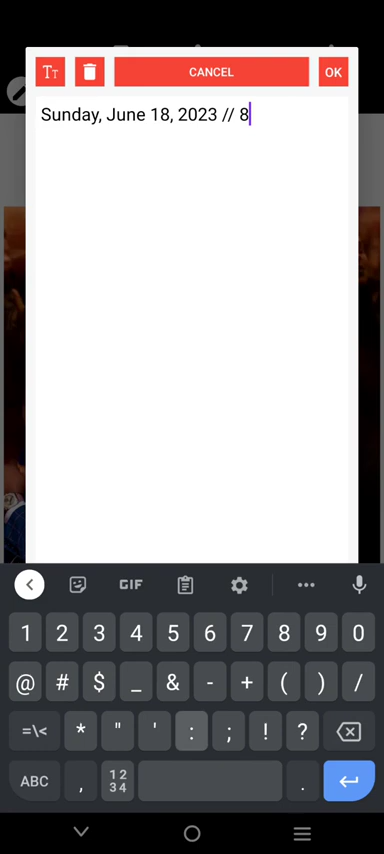 Tт
CANCEL
OK
Sunday, June 18, 2023 // 8
GIF
1 2 3 4 5 6 7 8 9 0
@ # $ _ & - + ( ) /
=\< * " ' : ; ! ?
ABC , 12 34 .